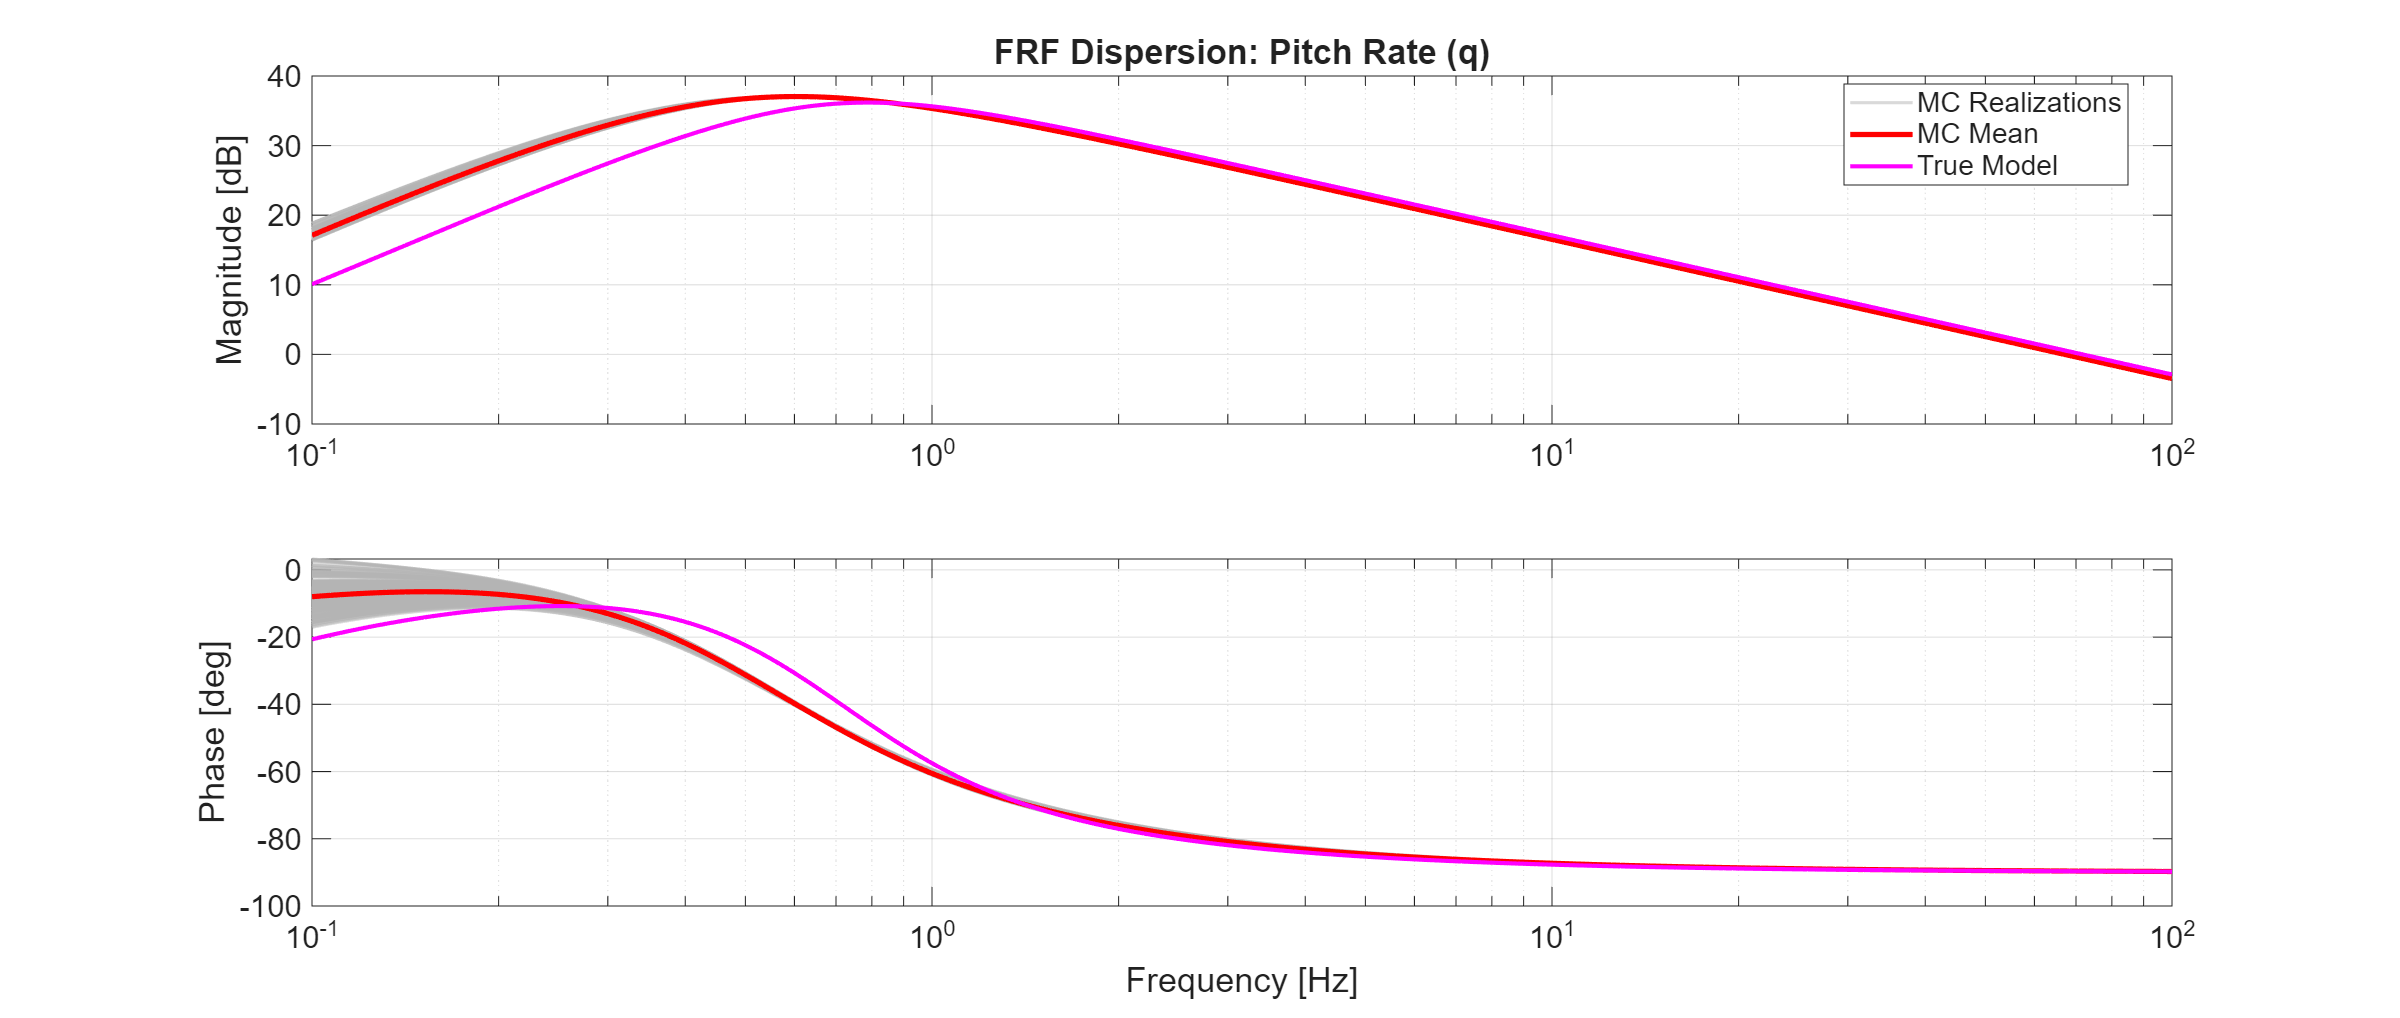 FRF Dispersion: Pitch Rate (q)
Magnitude [dB]
40
30
20
10
0
-10
10-1
100
101
102
MC Realizations
MC Mean
True Model
Phase [deg]
0
-20
-40
-60
-80
-100
10-1
100
101
102
Frequency [Hz]